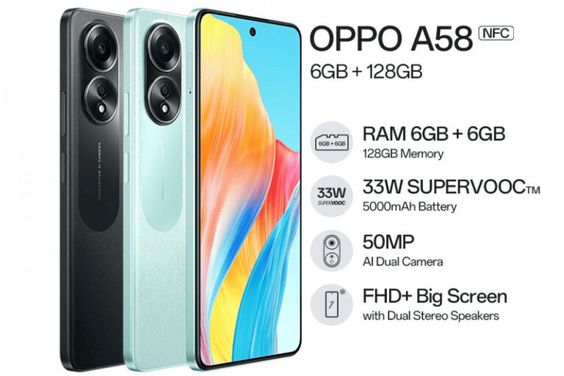 OPPO A58 NFC
6GB + 128GB
6GB+6GB
RAM 6GB + 6GB
128GB Memory
33W
SUPERVOOC
33W SUPERVOOC™
5000mAh Battery
50MP
AI Dual Camera
FHD+ Big Screen
with Dual Stereo Speakers